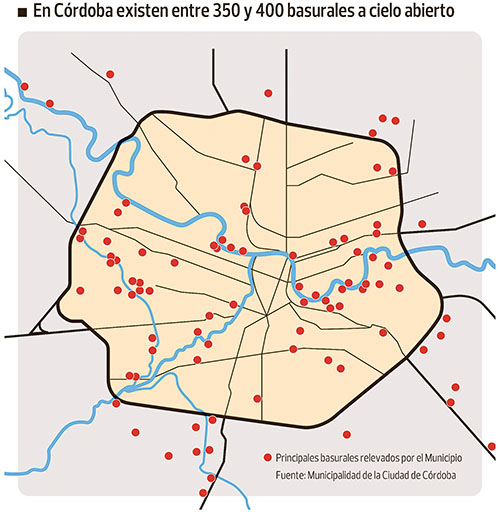 En Córdoba existen entre 350 y 400 basurales a cielo abierto
Principales basurales relevados por el Municipio
Fuente: Municipalidad de la Ciudad de Córdoba